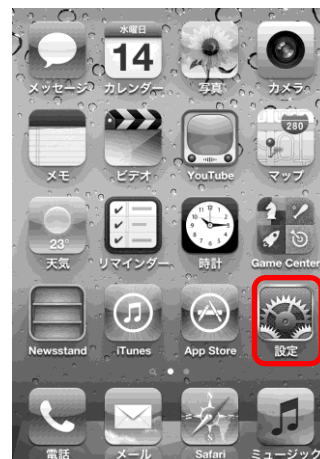 水曜日
14
メッセージ カレンダー 写真 カメラ
280
メモ ビデオ YouTube マップ
23°
天気 リマインダー 時計 Game Center
Newsstand iTunes App Store 設定
電話 メール Safari ミュージック